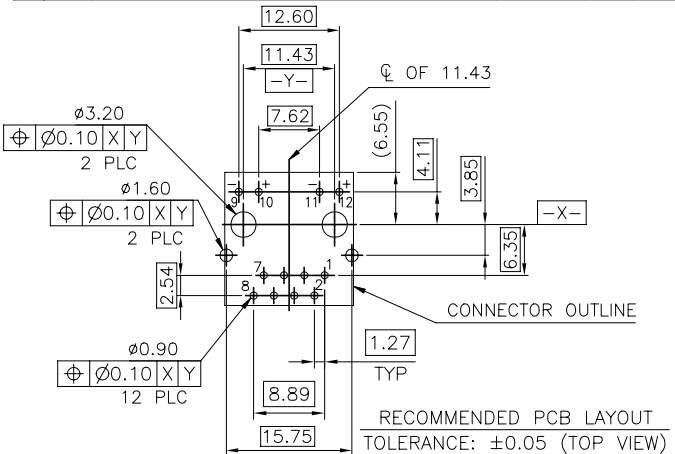 12.60
11.43
-Y-
℄ OF 11.43
7.62
ø3.20
⌖ Ø0.10 X Y
2 PLC
(6.55)
4.11
3.85
- + - +
9 10 11 12
ø1.60
⌖ Ø0.10 X Y
2 PLC
-X-
6.35
7 1
2.54
8 2
CONNECTOR OUTLINE
ø0.90
⌖ Ø0.10 X Y
12 PLC
1.27
TYP
8.89
15.75
RECOMMENDED PCB LAYOUT
TOLERANCE: ±0.05 (TOP VIEW)